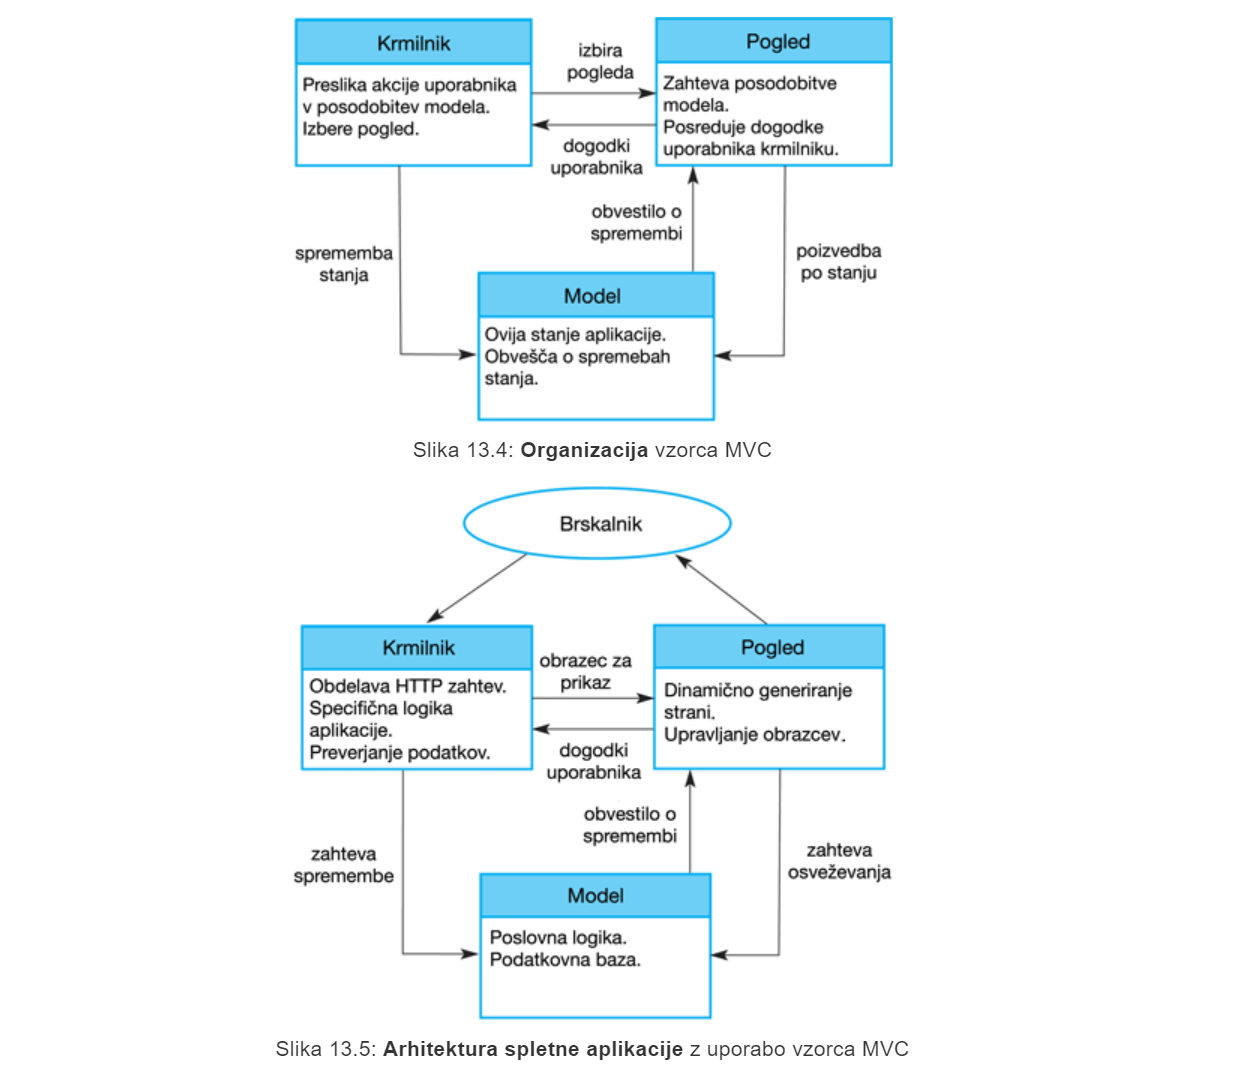 Krmilnik
Preslika akcije uporabnika
v posodobitev modela.
Izbere pogled.
izbira
pogleda
Pogled
Zahteva posodobitve
modela.
Posreduje dogodke
uporabnika krmilniku.
dogodki
uporabnika
obvestilo o
spremembi
sprememba
stanja
poizvedba
po stanju
Model
Ovija stanje aplikacije.
Obvešča o spremebah
stanja.
Slika 13.4: Organizacija vzorca MVC
Brskalnik
Krmilnik
Obdelava HTTP zahtev.
Specifična logika
aplikacije.
Preverjanje podatkov.
obrazec za
prikaz
Pogled
Dinamično generiranje
strani.
Upravljanje obrazcev.
dogodki
uporabnika
obvestilo o
spremembi
zahteva
spremembe
zahteva
osveževanja
Model
Poslovna logika.
Podatkovna baza.
Slika 13.5: Arhitektura spletne aplikacije z uporabo vzorca MVC